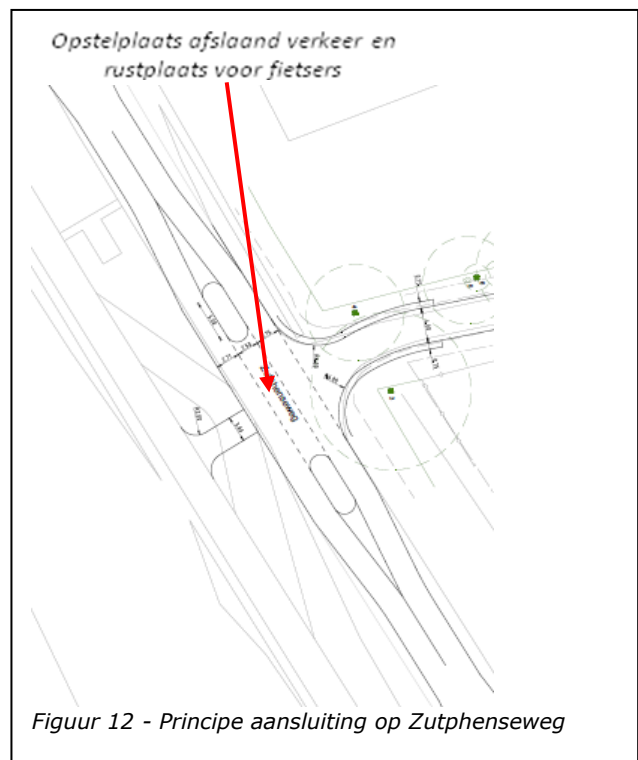 Opstelplaats afslaand verkeer en
rustplaats voor fietsers
Figuur 12 - Principe aansluiting op Zutphenseweg